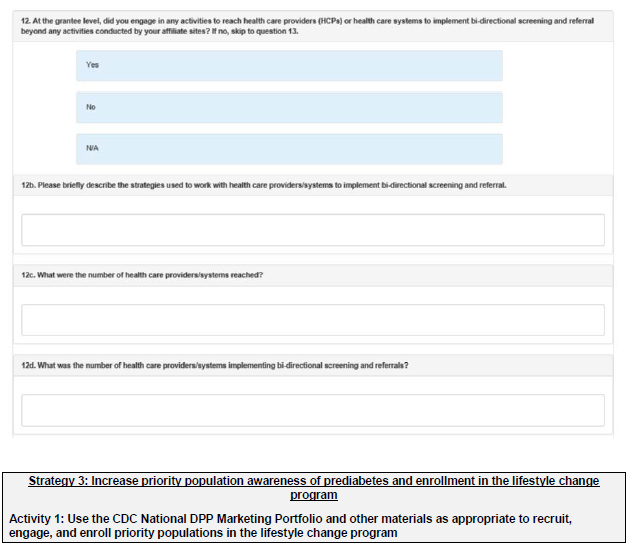 12. At the grantee level, did you engage in any activities to reach health care providers (HCPs) or health care systems to implement bi-directional screening and referral
beyond any activities conducted by your affiliate sites? If no, skip to question 13.
Yes
No
N/A
12b. Please briefly describe the strategies used to work with health care providers/systems to implement bi-directional screening and referral.
12c. What were the number of health care providers/systems reached?
12d. What was the number of health care providers/systems implementing bi-directional screening and referrals?
Strategy 3: Increase priority population awareness of prediabetes and enrollment in the lifestyle change
program
Activity 1: Use the CDC National DPP Marketing Portfolio and other materials as appropriate to recruit,
engage, and enroll priority populations in the lifestyle change program